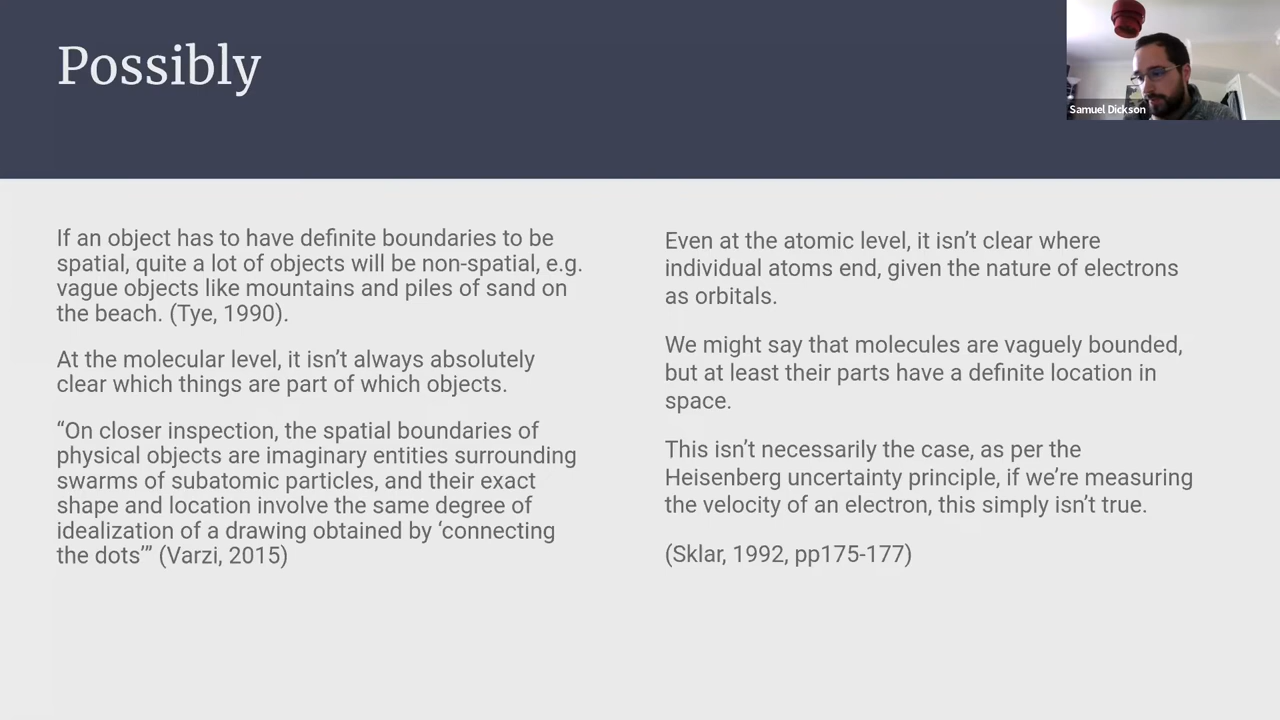 Possibly
Samuel Dickson
If an object has to have definite boundaries to be
spatial, quite a lot of objects will be non-spatial, e.g.
vague objects like mountains and piles of sand on
the beach. (Tye, 1990).
At the molecular level, it isn’t always absolutely
clear which things are part of which objects.
“On closer inspection, the spatial boundaries of
physical objects are imaginary entities surrounding
swarms of subatomic particles, and their exact
shape and location involve the same degree of
idealization of a drawing obtained by ‘connecting
the dots’” (Varzi, 2015)
Even at the atomic level, it isn’t clear where
individual atoms end, given the nature of electrons
as orbitals.
We might say that molecules are vaguely bounded,
but at least their parts have a definite location in
space.
This isn’t necessarily the case, as per the
Heisenberg uncertainty principle, if we’re measuring
the velocity of an electron, this simply isn’t true.
(Sklar, 1992, pp175-177)